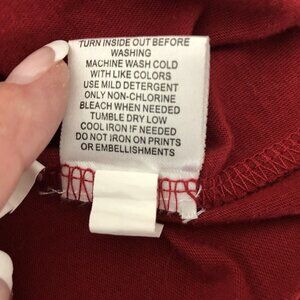 TURN INSIDE OUT BEFORE
WASHING
MACHINE WASH COLD
WITH LIKE COLORS
USE MILD DETERGENT
ONLY NON-CHLORINE
BLEACH WHEN NEEDED
TUMBLE DRY LOW
COOL IRON IF NEEDED
DO NOT IRON ON PRINTS
OR EMBELLISHMENTS